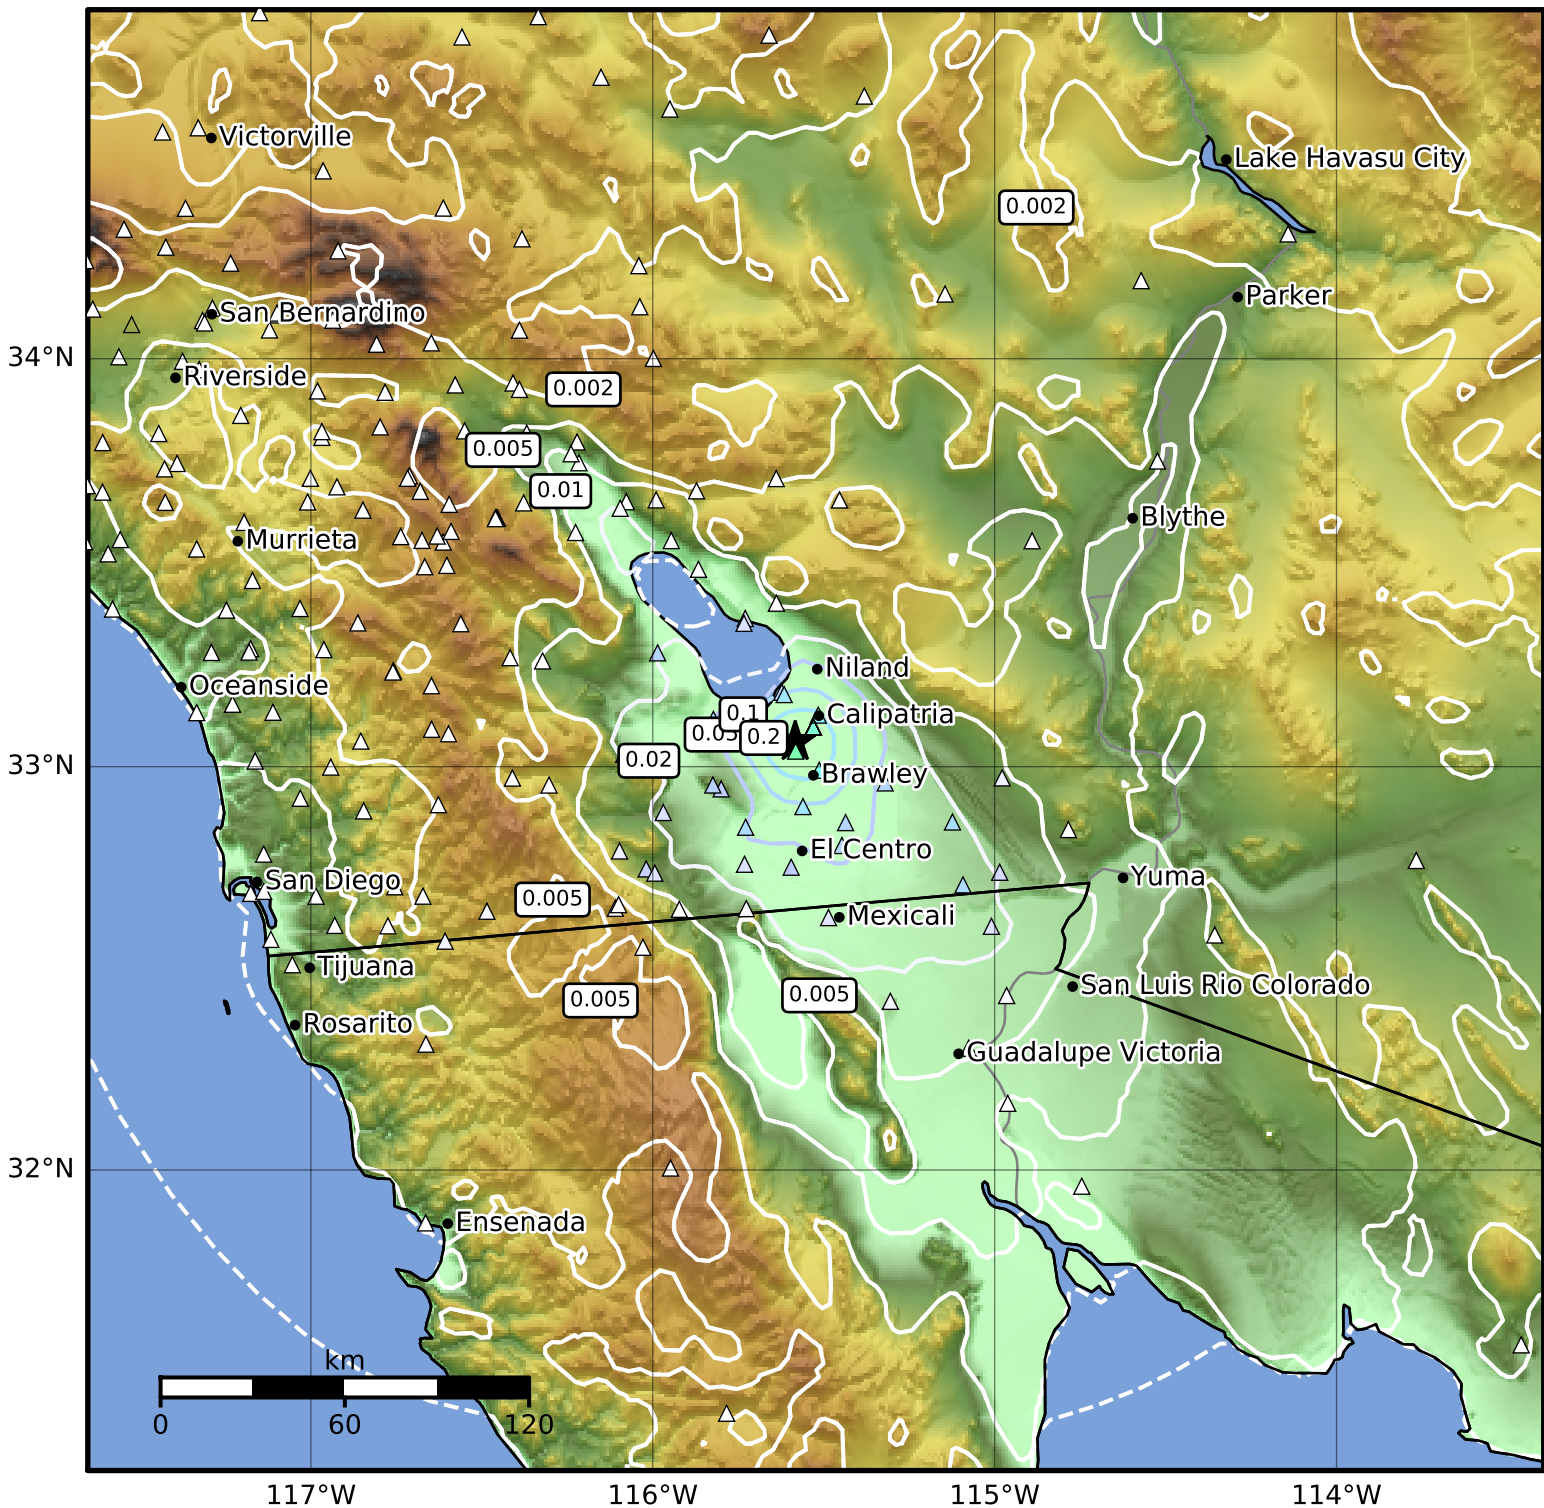 Victorville
Lake Havasu City
0.002
Parker
San Bernardino
34°N
Riverside
0.002
0.005
0.01
Blythe
Murrieta
Niland
Oceanside
0.1
Calipatria
0.2
0.02
33°N
Brawley
El Centro
San Diego
Yuma
0.005
Mexicali
Tijuana
San Luis Rio Colorado
0.005
0.005
Rosarito
Guadalupe Victoria
32°N
Ensenada
km
0
60
120
117°W
116°W
115°W
114°W